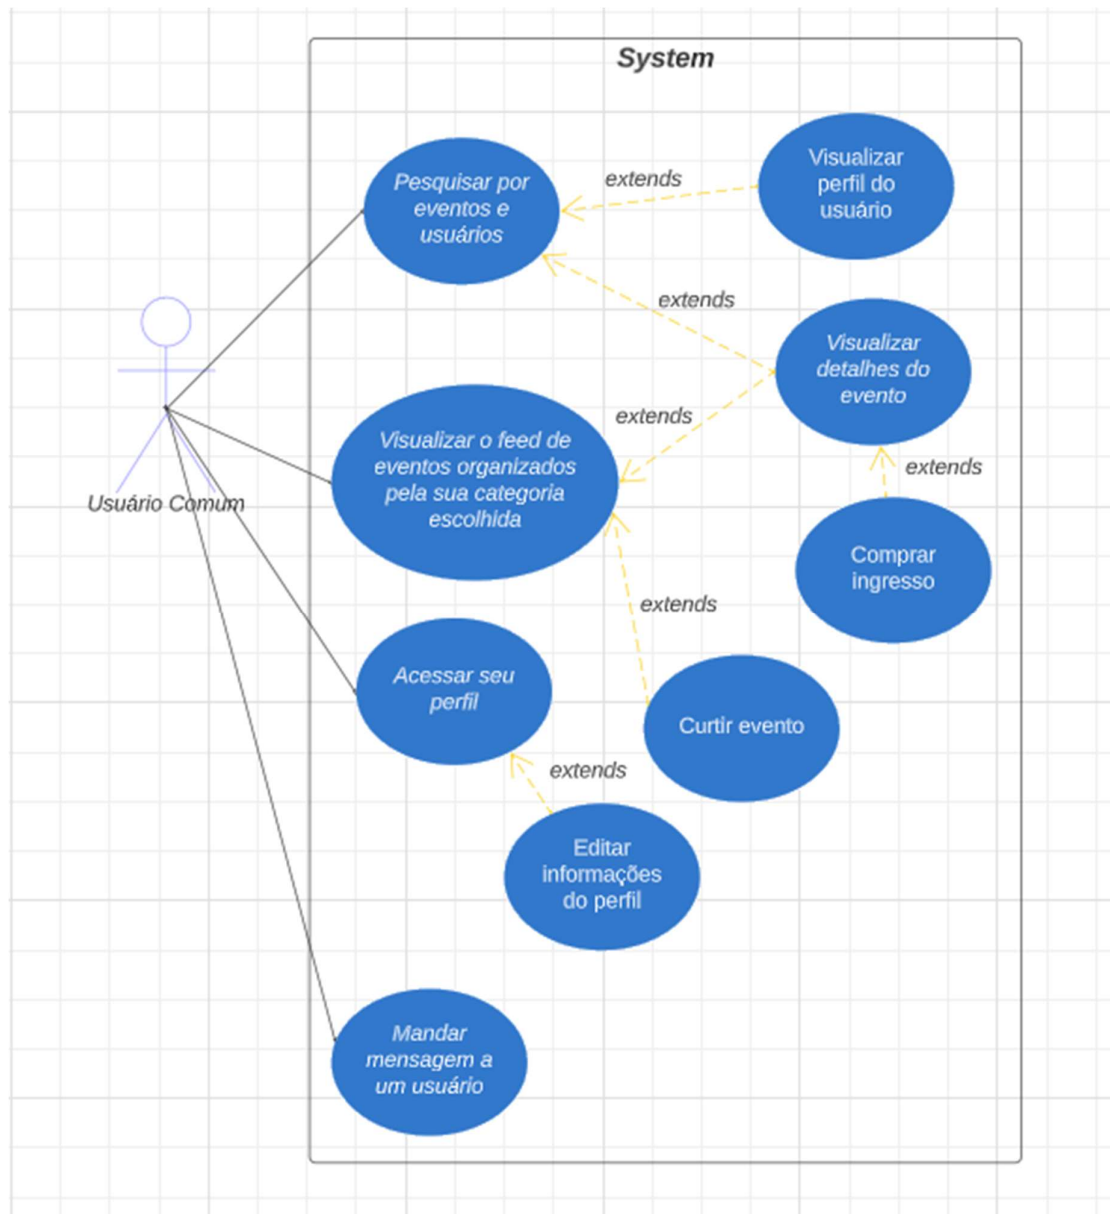 System
Pesquisar por
eventos e
usuários
extends
Visualizar
perfil do
usuário
extends
Visualizar
detalhes do
evento
extends
Visualizar o feed de
eventos organizados
pela sua categoria
escolhida
extends
Usuário Comum
Comprar
ingresso
extends
Acessar seu
perfil
Curtir evento
extends
Editar
informações
do perfil
Mandar
mensagem a
um usuário